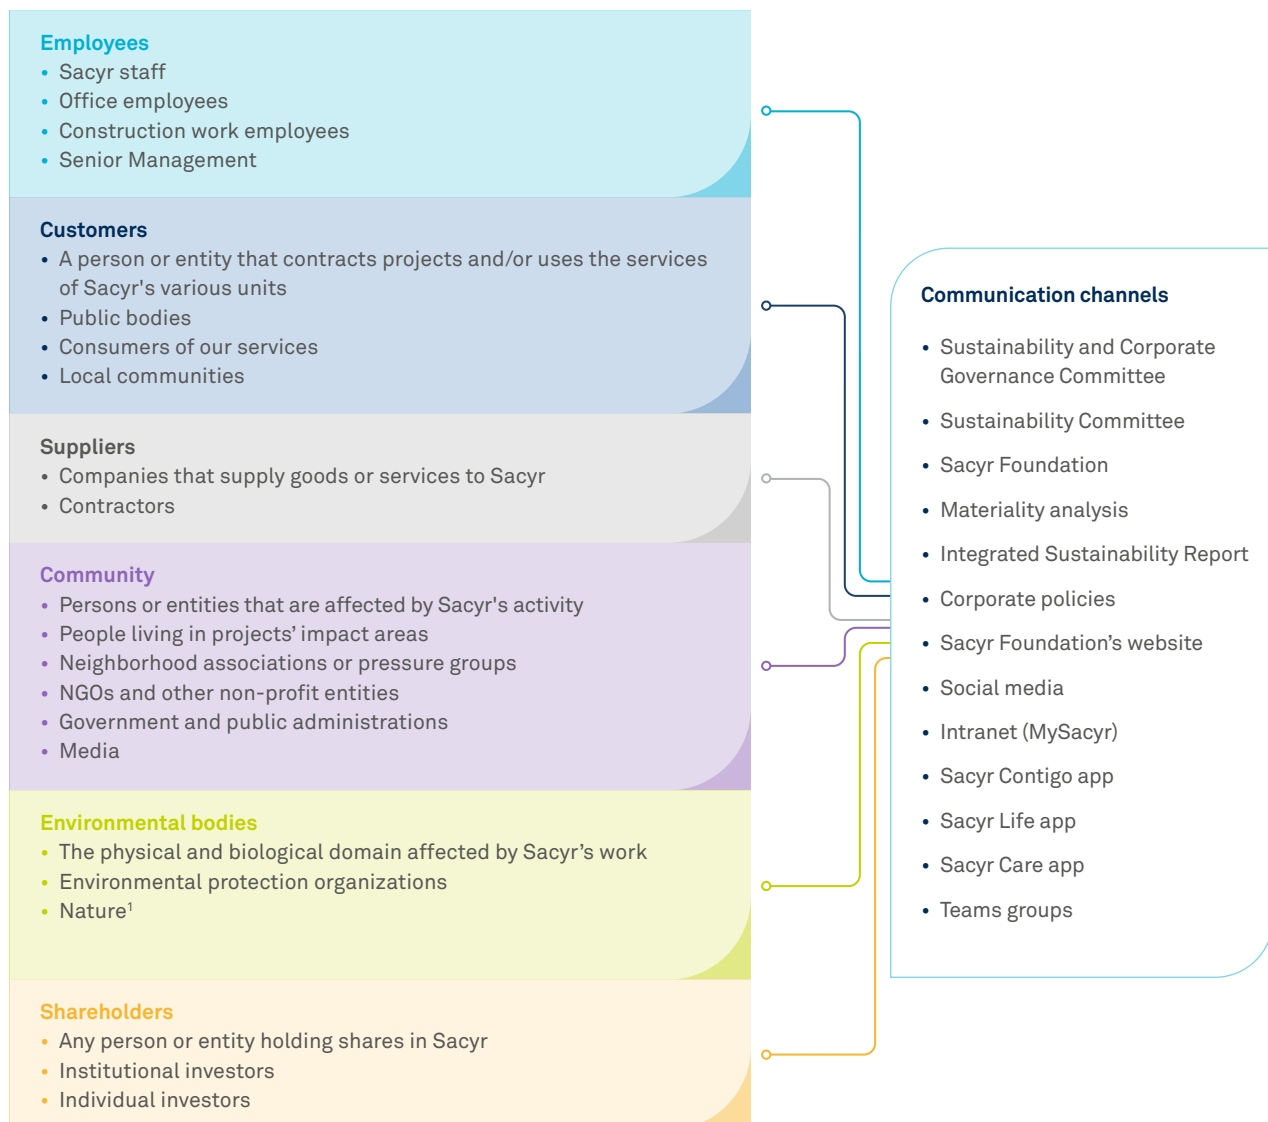 Employees
• Sacyr staff
• Office employees
• Construction work employees
• Senior Management
Customers
• A person or entity that contracts projects and/or uses the services
of Sacyr's various units
• Public bodies
• Consumers of our services
• Local communities
Suppliers
• Companies that supply goods or services to Sacyr
• Contractors
Community
• Persons or entities that are affected by Sacyr's activity
• People living in projects’ impact areas
• Neighborhood associations or pressure groups
• NGOs and other non-profit entities
• Government and public administrations
• Media
Environmental bodies
• The physical and biological domain affected by Sacyr’s work
• Environmental protection organizations
• Nature¹
Shareholders
• Any person or entity holding shares in Sacyr
• Institutional investors
• Individual investors
Communication channels
• Sustainability and Corporate
Governance Committee
• Sustainability Committee
• Sacyr Foundation
• Materiality analysis
• Integrated Sustainability Report
• Corporate policies
• Sacyr Foundation’s website
• Social media
• Intranet (MySacyr)
• Sacyr Contigo app
• Sacyr Life app
• Sacyr Care app
• Teams groups